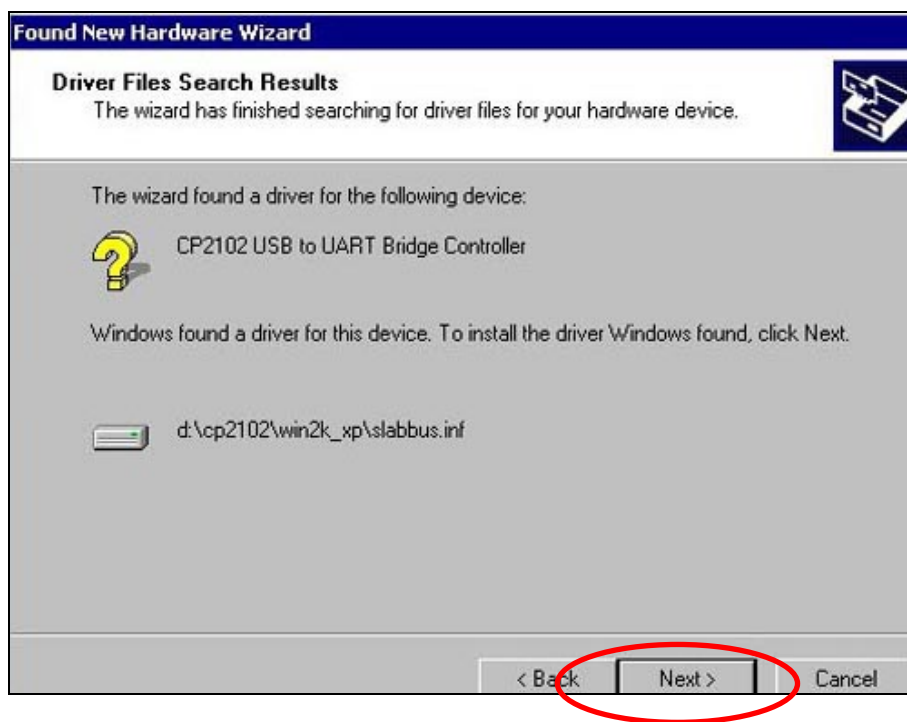 Found New Hardware Wizard
Driver Files Search Results
The wizard has finished searching for driver files for your hardware device.
The wizard found a driver for the following device:
CP2102 USB to UART Bridge Controller
Windows found a driver for this device. To install the driver Windows found, click Next.
d:\cp2102\win2k_xp\slabbus.inf
< Back Next > Cancel